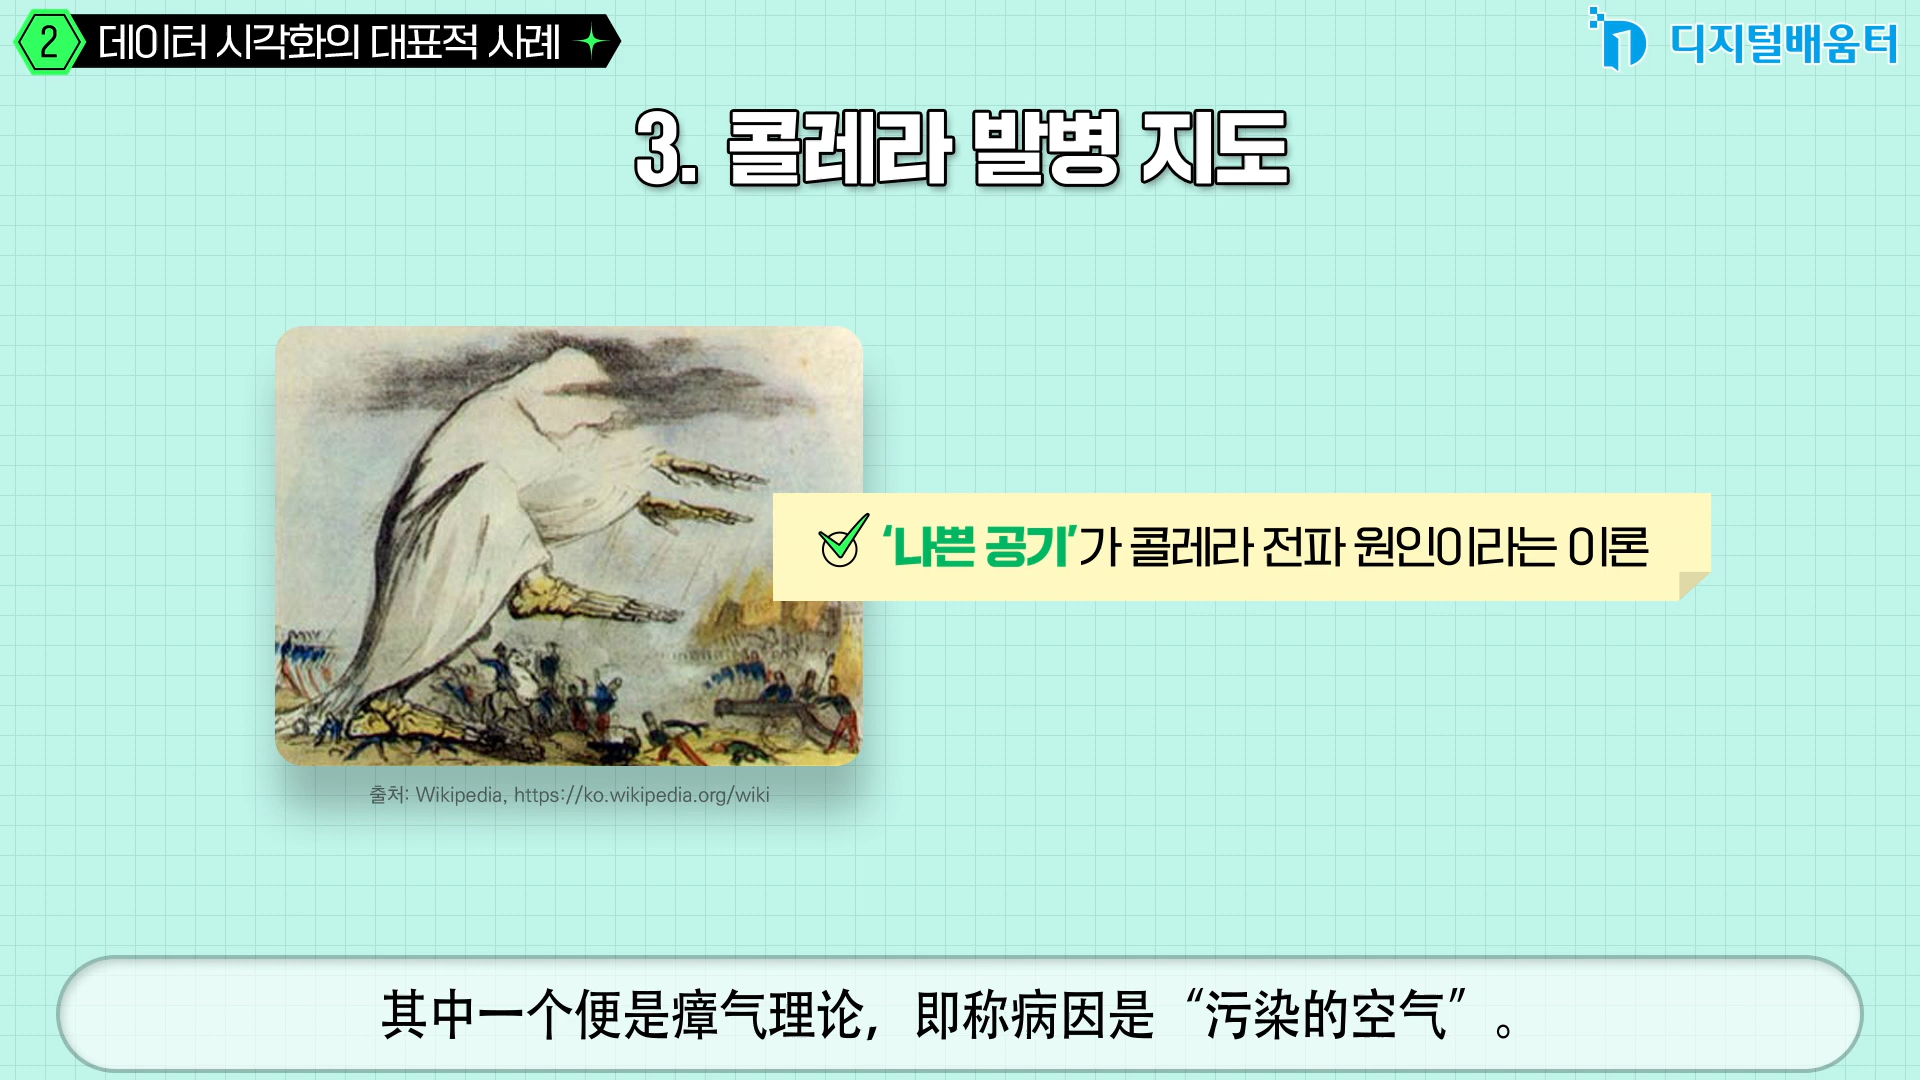 2 데이터 시각화의 대표적 사례
디지털배움터
3. 콜레라 발병 지도
‘나쁜 공기’가 콜레라 전파 원인이라는 이론
출처: Wikipedia, https://ko.wikipedia.org/wiki
其中一个便是瘴气理论，即称病因是“污染的空气”。